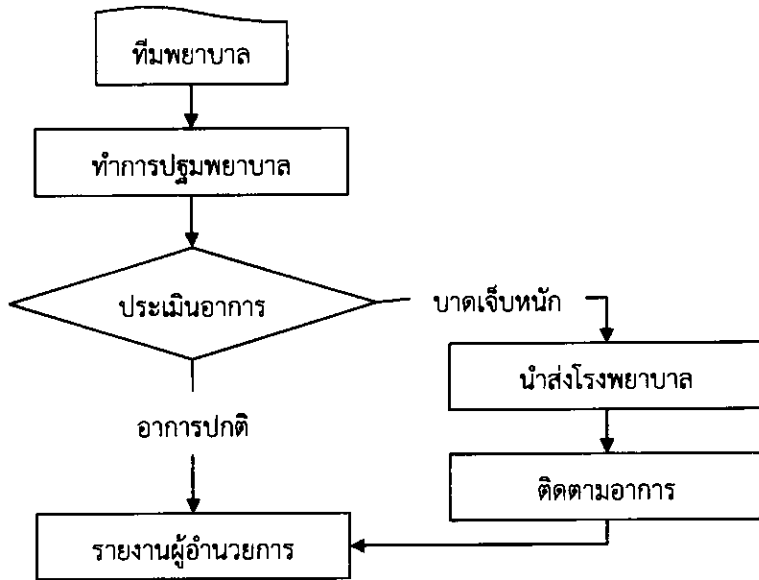 ทีมพยาบาล
ทำการปฐมพยาบาล
ประเมินอาการ
บาดเจ็บหนัก
นำส่งโรงพยาบาล
อาการปกติ
ติดตามอาการ
รายงานผู้อำนวยการ